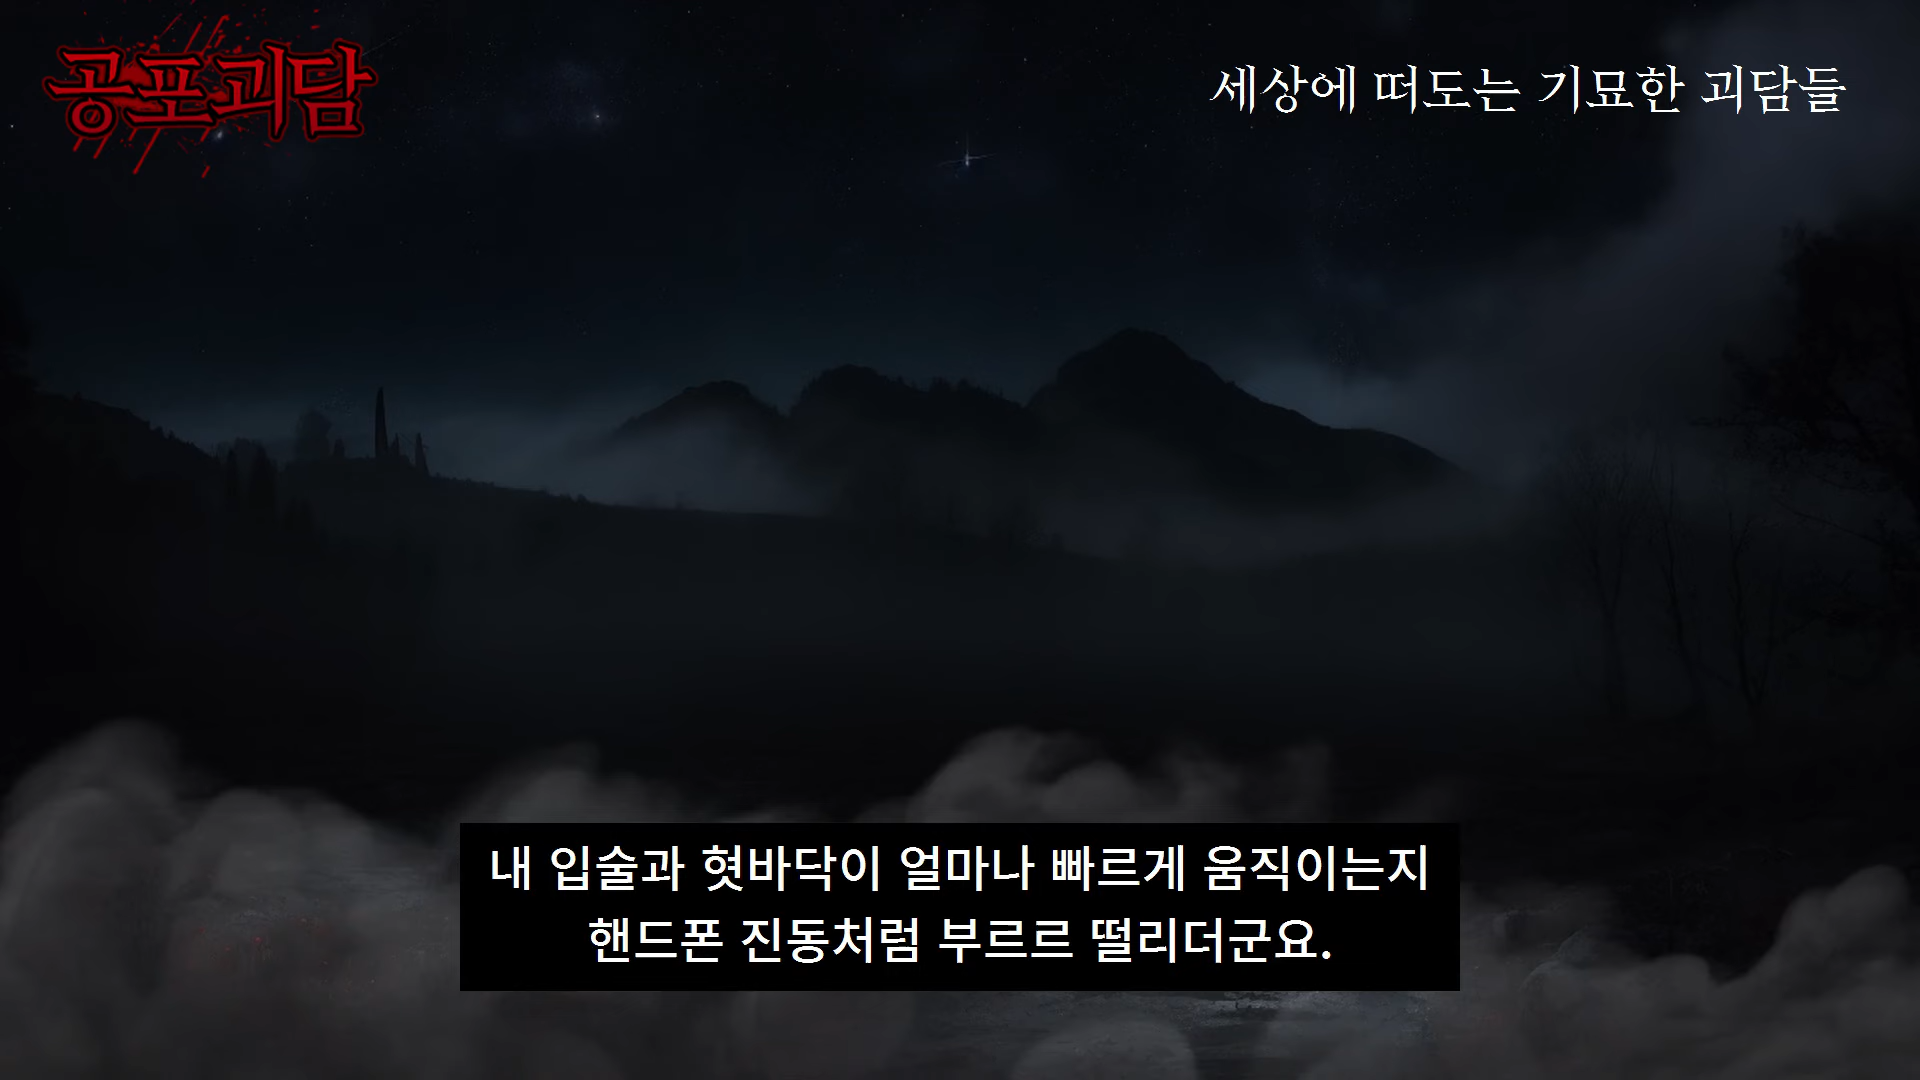 공포괴담
세상에 떠도는 기묘한 괴담들
내 입술과 혓바닥이 얼마나 빠르게 움직이는지
핸드폰 진동처럼 부르르 떨리더군요.